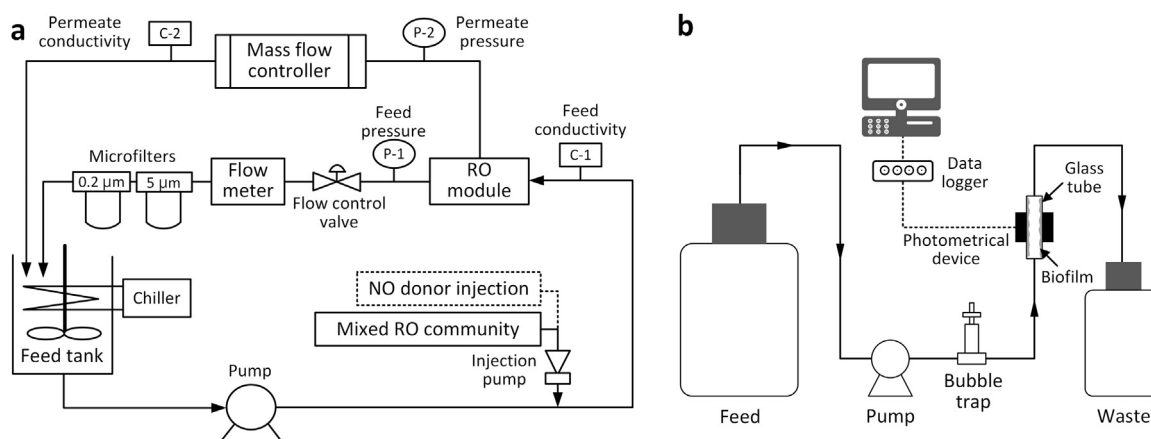 a
Permeate
conductivity
C-2
Mass flow
controller
P-2
Permeate
pressure
Feed
pressure
P-1
Feed
conductivity
C-1
Microfilters
0.2 µm
5 µm
Flow
meter
Flow control
valve
RO
module
Chiller
Feed tank
NO donor injection
Mixed RO community
Injection
pump
Pump
b
Data
logger
Glass
tube
Photometrical
device
Biofilm
Bubble
trap
Pump
Feed
Waste